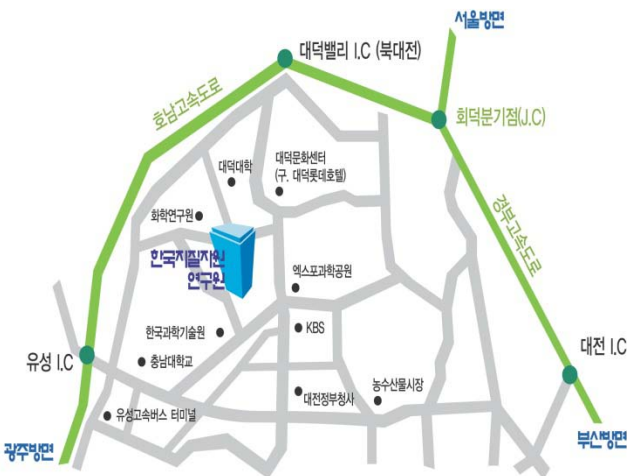 서울방면
대덕밸리 I.C (북대전)
호남고속도로
회덕분기점(J.C)
대덕대학
대덕문화센터
(구. 대덕롯데호텔)
화학연구원
경부고속도로
한국지질자원
연구원
엑스포과학공원
한국과학기술원
KBS
대전 I.C
유성 I.C
충남대학교
대전정부청사
농수산물시장
유성고속버스 터미널
광주방면
부산방면